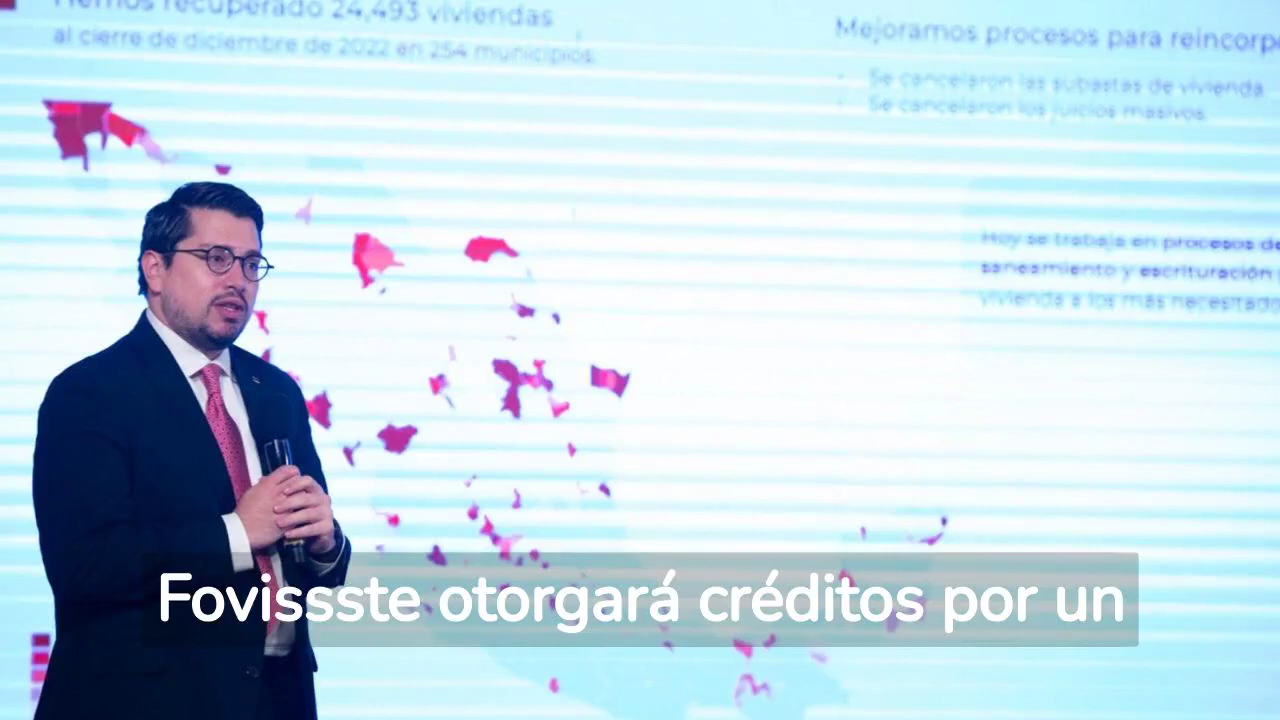 Hemos recuperado 24,493 viviendas
al cierre de diciembre de 2022 en 254 municipios.
Mejoramos procesos para
Se cancelaron las subastas de vivienda.
Se cancelaron los juicios masivos.
Hoy se trabaja en procesos de
saneamiento y escrituración
vivienda a los más
Fovissste otorgará créditos por un